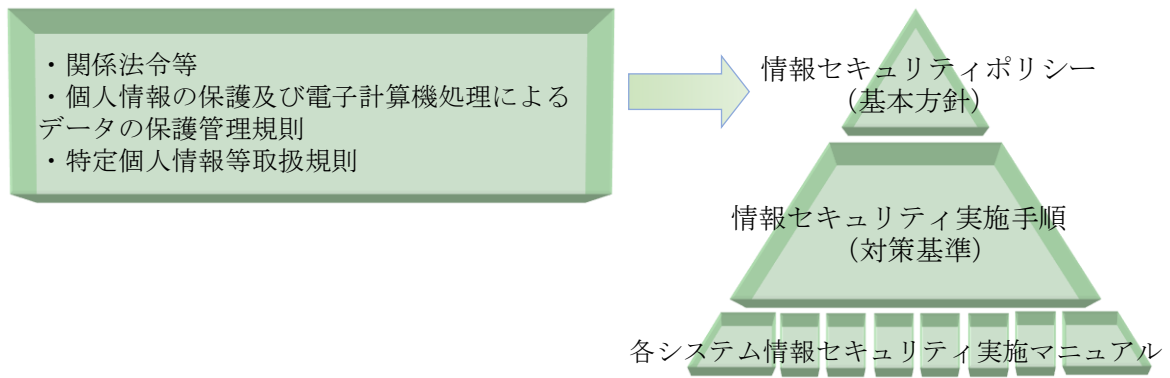 ・関係法令等
・個人情報の保護及び電子計算機処理による
データの保護管理規則
・特定個人情報等取扱規則
情報セキュリティポリシー
(基本方針)
情報セキュリティ実施手順
(対策基準)
各システム情報セキュリティ実施マニュアル